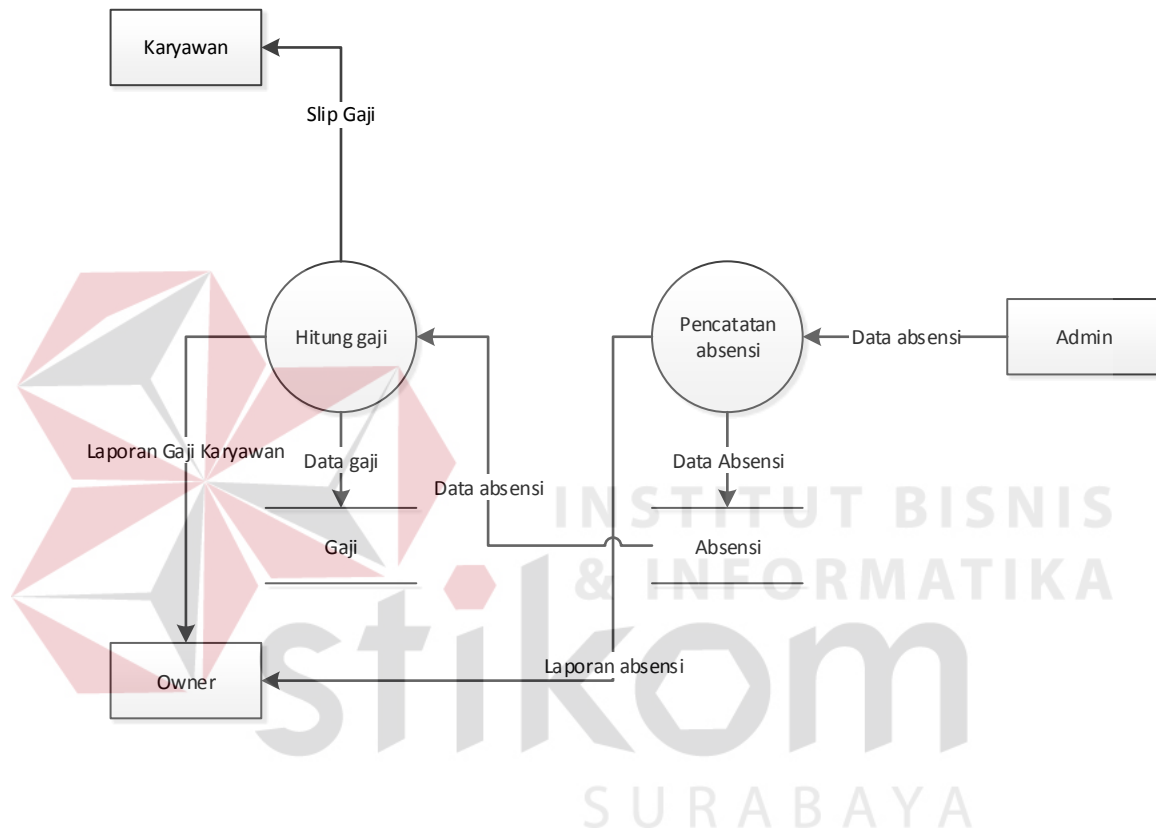 Karyawan
Slip Gaji
Hitung gaji
Pencatatan
absensi
Data absensi
Admin
Laporan Gaji Karyawan
Data gaji
Data absensi
Data Absensi
Gaji
Absensi
INSTITUT BISNIS
& INFORMATIKA
stikom
SURABAYA
Laporan absensi
Owner